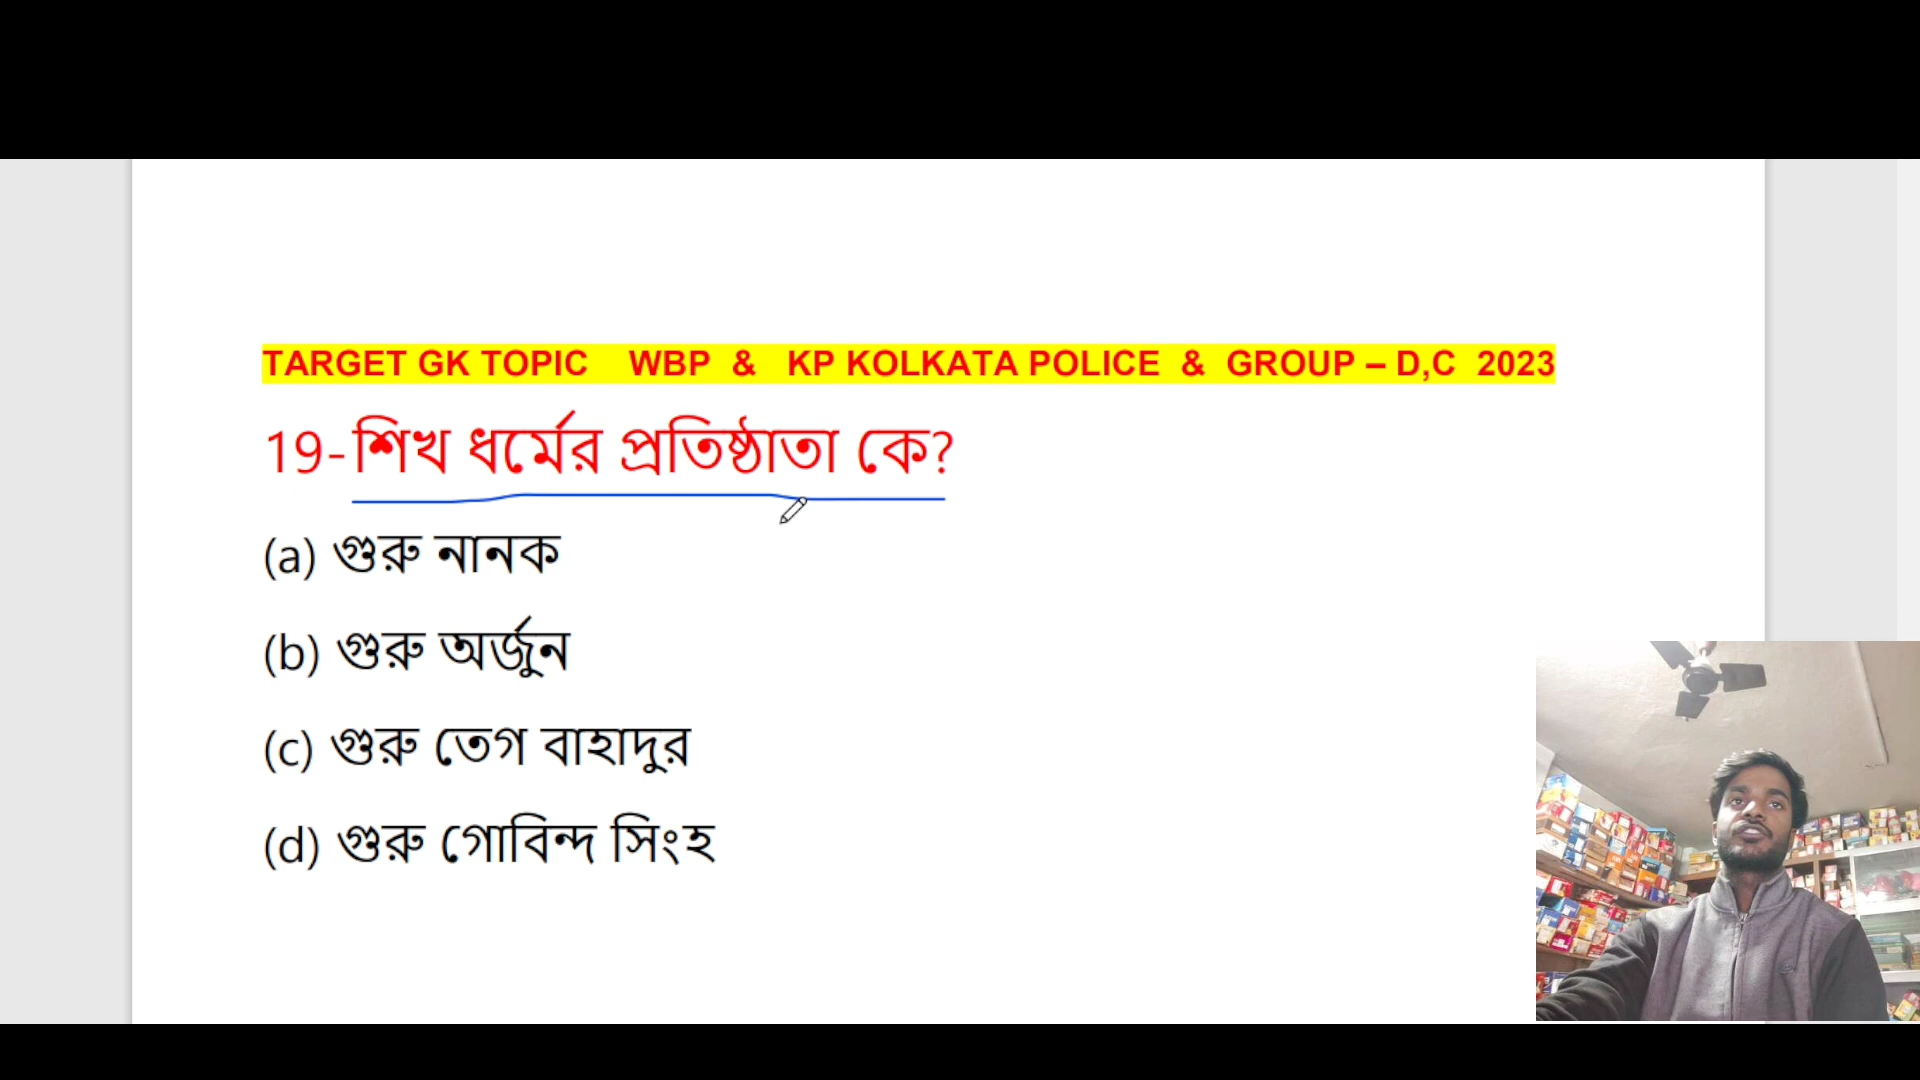 TARGET GK TOPIC WBP & KP KOLKATA POLICE & GROUP – D,C 2023
19-শিখ ধর্মের প্রতিষ্ঠাতা কে?
(a) গুরু নানক
(b) গুরু অর্জুন
(c) গুরু তেগ বাহাদুর
(d) গুরু গোবিন্দ সিংহ